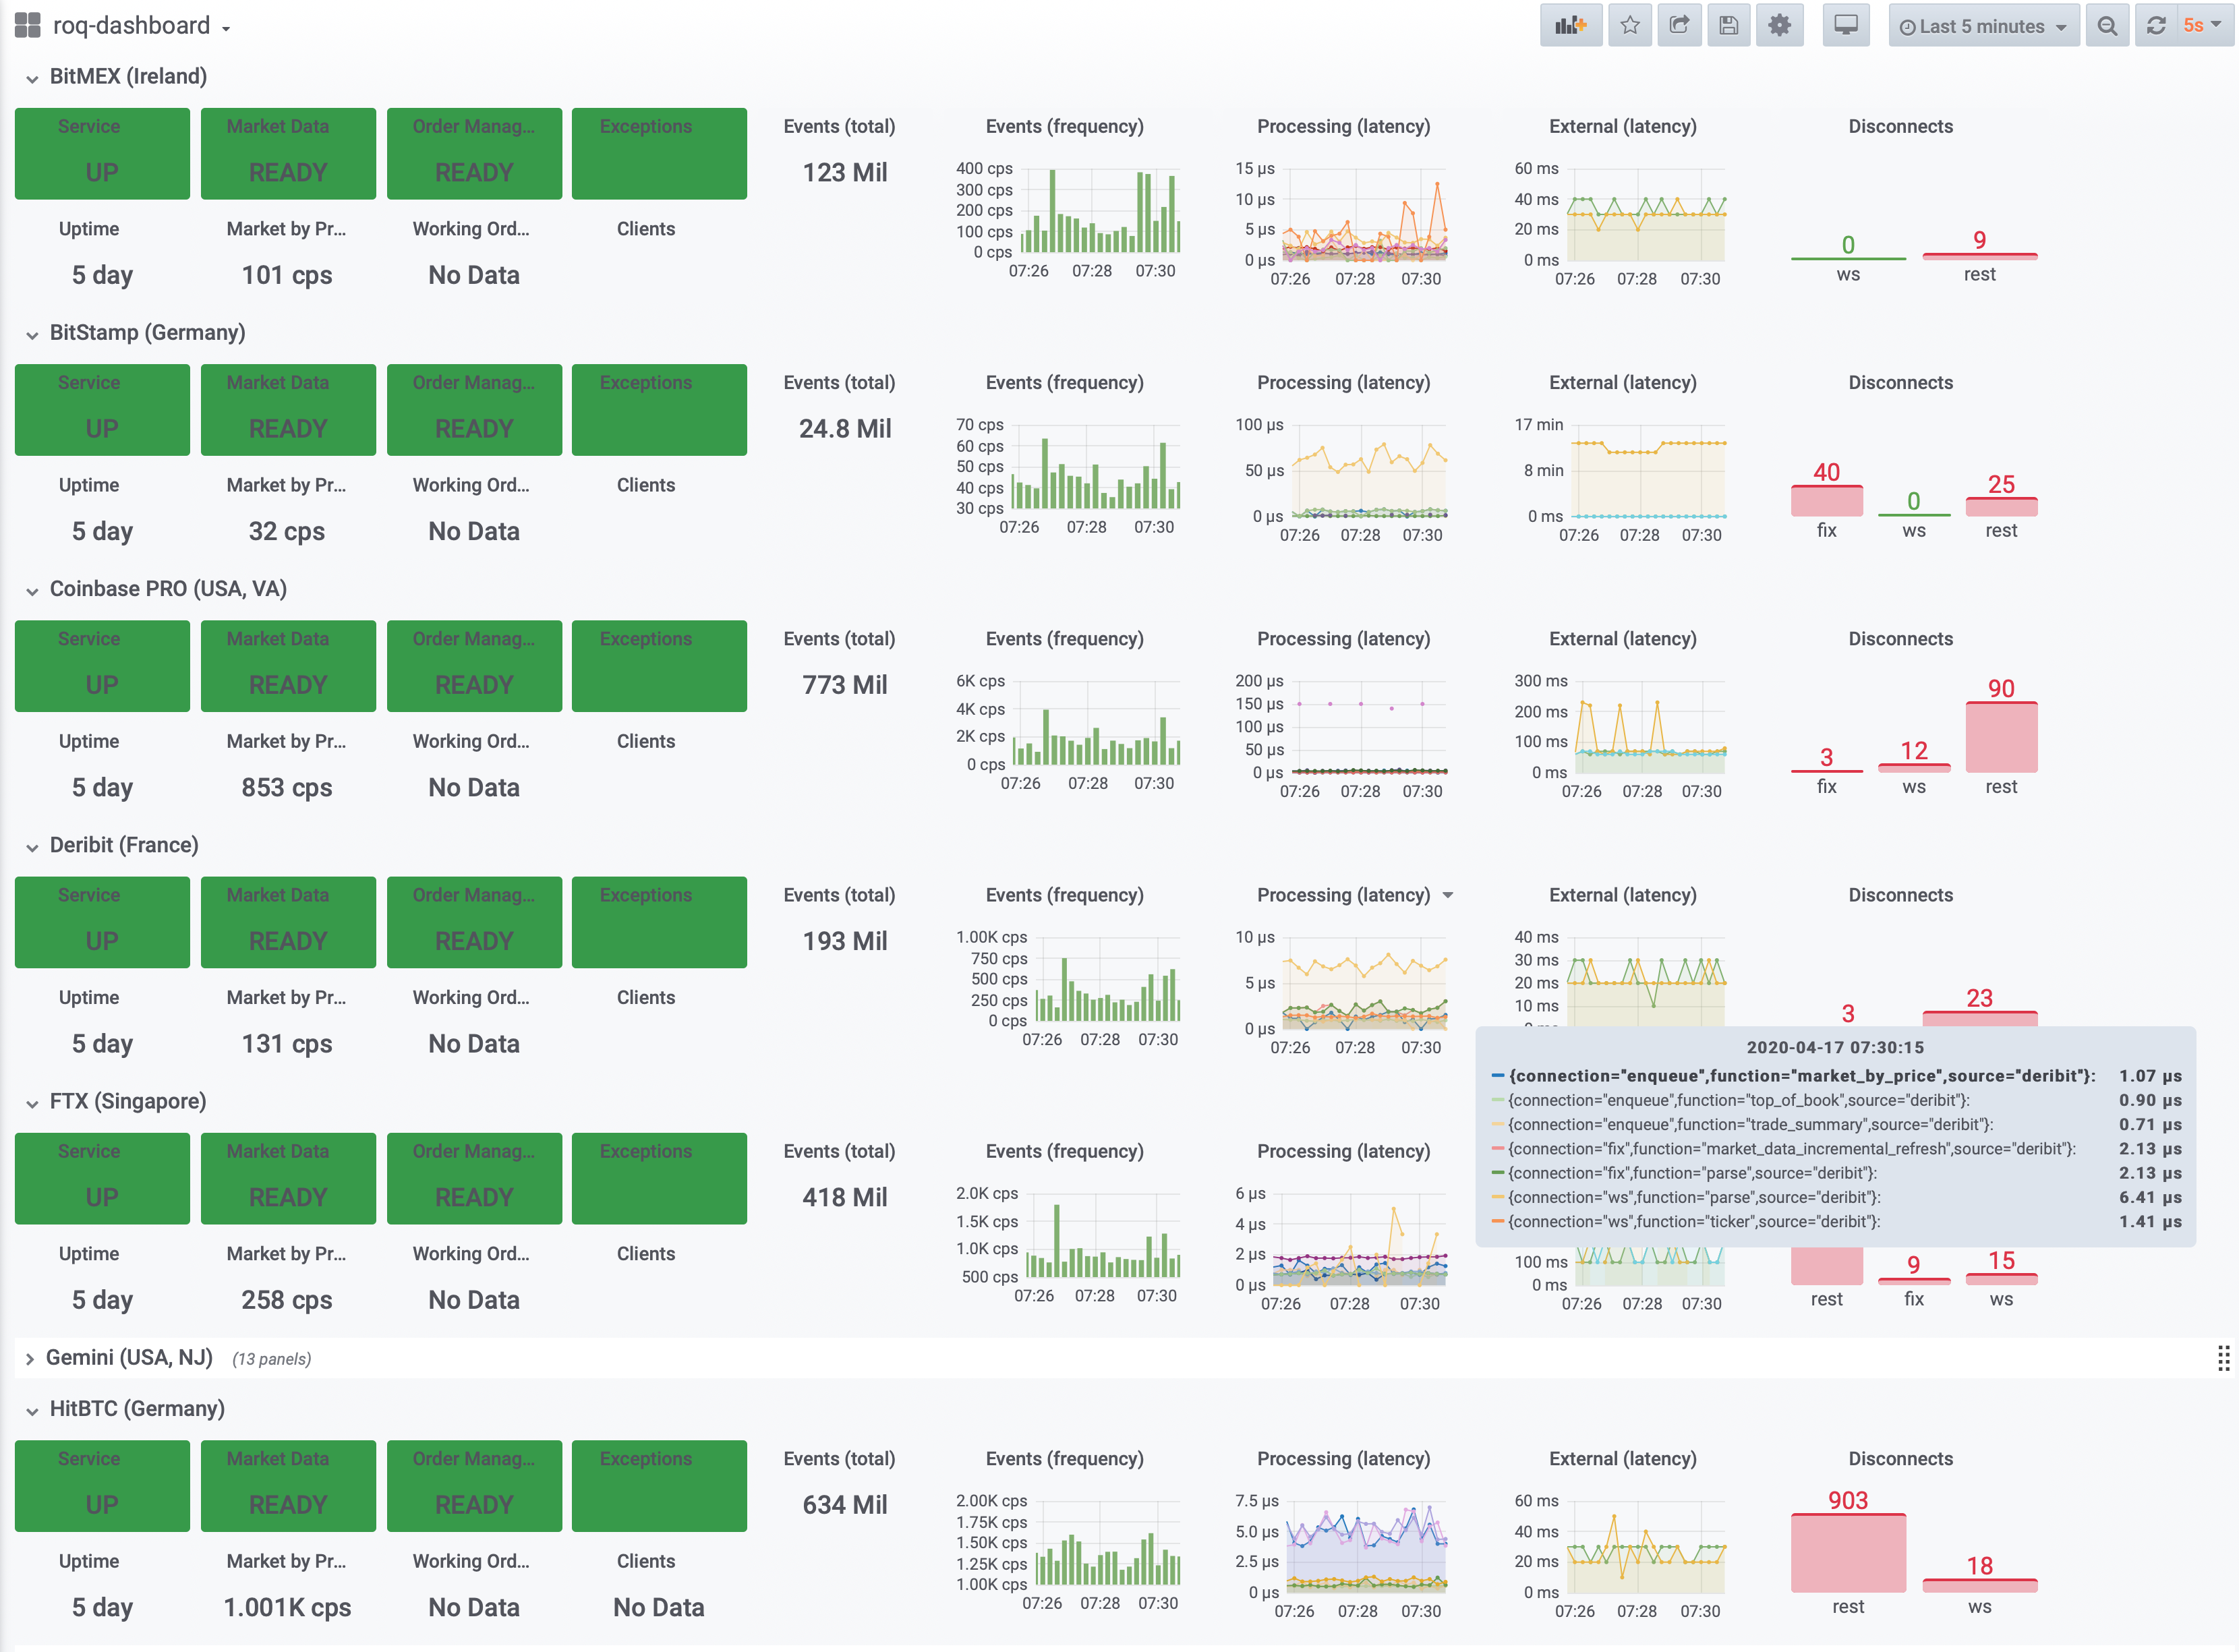 roq-dashboard
Last 5 minutes
5s
BitMEX (Ireland)
Service Market Data Order Manag... Exceptions Events (total) Events (frequency) Processing (latency) External (latency) Disconnects
UP READY READY 123 Mil
400 cps
300 cps
200 cps
100 cps
0 cps
07:26 07:28 07:30
15 µs
10 µs
5 µs
0 µs
07:26 07:28 07:30
60 ms
40 ms
20 ms
0 ms
07:26 07:28 07:30
0 9
ws rest
Uptime Market by Pr... Working Ord... Clients
5 day 101 cps No Data
BitStamp (Germany)
Service Market Data Order Manag... Exceptions Events (total) Events (frequency) Processing (latency) External (latency) Disconnects
UP READY READY 24.8 Mil
70 cps
60 cps
50 cps
40 cps
30 cps
07:26 07:28 07:30
100 µs
50 µs
0 µs
07:26 07:28 07:30
17 min
8 min
0 ms
07:26 07:28 07:30
40 0 25
fix ws rest
Uptime Market by Pr... Working Ord... Clients
5 day 32 cps No Data
Coinbase PRO (USA, VA)
Service Market Data Order Manag... Exceptions Events (total) Events (frequency) Processing (latency) External (latency) Disconnects
UP READY READY 773 Mil
6K cps
4K cps
2K cps
0 cps
07:26 07:28 07:30
200 µs
150 µs
100 µs
50 µs
0 µs
07:26 07:28 07:30
300 ms
200 ms
100 ms
0 ms
07:26 07:28 07:30
3 12 90
fix ws rest
Uptime Market by Pr... Working Ord... Clients
5 day 853 cps No Data
Deribit (France)
Service Market Data Order Manag... Exceptions Events (total) Events (frequency) Processing (latency) External (latency) Disconnects
UP READY READY 193 Mil
1.00K cps
750 cps
500 cps
250 cps
0 cps
07:26 07:28 07:30
10 µs
5 µs
0 µs
07:26 07:28 07:30
40 ms
30 ms
20 ms
10 ms
3 23
Uptime Market by Pr... Working Ord... Clients
5 day 131 cps No Data
2020-04-17 07:30:15
{connection="enqueue",function="market_by_price",source="deribit"}: 1.07 µs
{connection="enqueue",function="top_of_book",source="deribit"}: 0.90 µs
{connection="enqueue",function="trade_summary",source="deribit"}: 0.71 µs
{connection="fix",function="market_data_incremental_refresh",source="deribit"}: 2.13 µs
{connection="fix",function="parse",source="deribit"}: 2.13 µs
{connection="ws",function="parse",source="deribit"}: 6.41 µs
{connection="ws",function="ticker",source="deribit"}: 1.41 µs
FTX (Singapore)
Service Market Data Order Manag... Exceptions Events (total) Events (frequency) Processing (latency)
UP READY READY 418 Mil
2.0K cps
1.5K cps
1.0K cps
500 cps
07:26 07:28 07:30
6 µs
4 µs
2 µs
0 µs
07:26 07:28 07:30
100 ms
0 ms
07:26 07:28 07:30
9 15
rest fix ws
Uptime Market by Pr... Working Ord... Clients
5 day 258 cps No Data
Gemini (USA, NJ) (13 panels)
HitBTC (Germany)
Service Market Data Order Manag... Exceptions Events (total) Events (frequency) Processing (latency) External (latency) Disconnects
UP READY READY 634 Mil
2.00K cps
1.75K cps
1.50K cps
1.25K cps
1.00K cps
07:26 07:28 07:30
7.5 µs
5.0 µs
2.5 µs
0 µs
07:26 07:28 07:30
60 ms
40 ms
20 ms
0 ms
07:26 07:28 07:30
903 18
rest ws
Uptime Market by Pr... Working Ord... Clients
5 day 1.001K cps No Data No Data